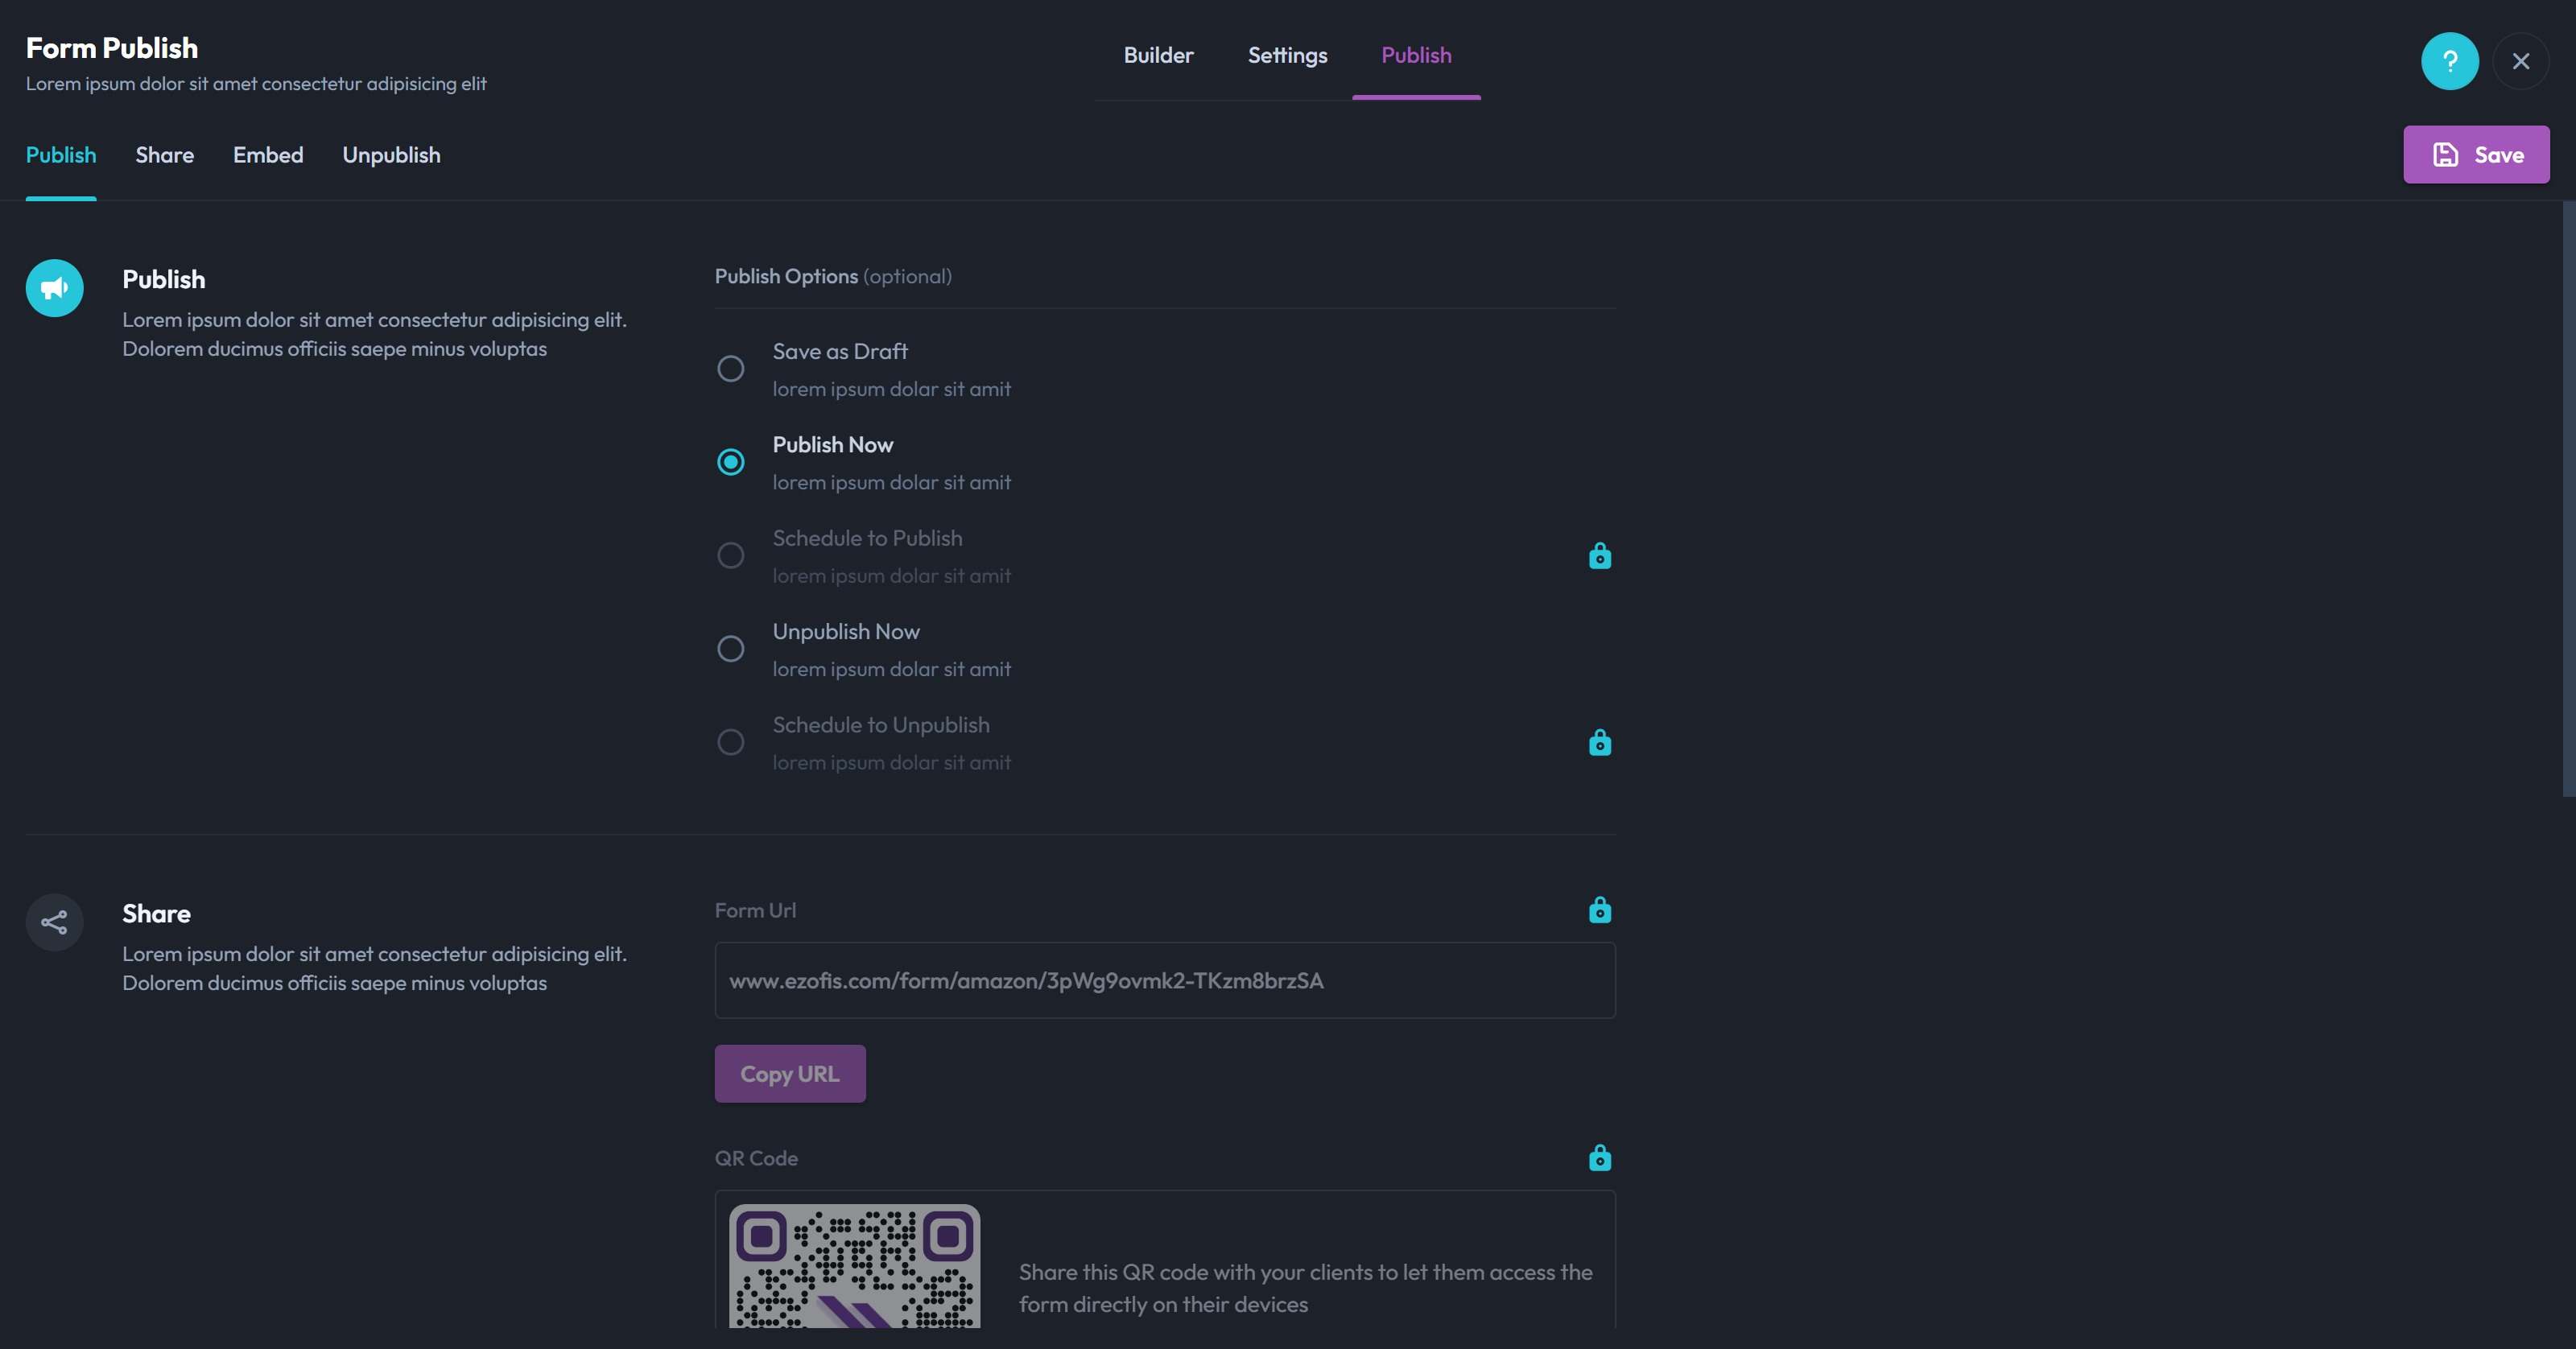 Form Publish
Lorem ipsum dolor sit amet consectetur adipisicing elit
Builder
Settings
Publish
?
Publish
Share
Embed
Unpublish
Save
Publish
Lorem ipsum dolor sit amet consectetur adipisicing elit.
Dolorem ducimus officiis saepe minus voluptas
Publish Options (optional)
Save as Draft
lorem ipsum dolar sit amit
Publish Now
lorem ipsum dolar sit amit
Schedule to Publish
lorem ipsum dolar sit amit
Unpublish Now
lorem ipsum dolar sit amit
Schedule to Unpublish
lorem ipsum dolar sit amit
Share
Lorem ipsum dolor sit amet consectetur adipisicing elit.
Dolorem ducimus officiis saepe minus voluptas
Form Url
www.ezofis.com/form/amazon/3pWg9ovmk2-TKzm8brzSA
Copy URL
QR Code
Share this QR code with your clients to let them access the
form directly on their devices